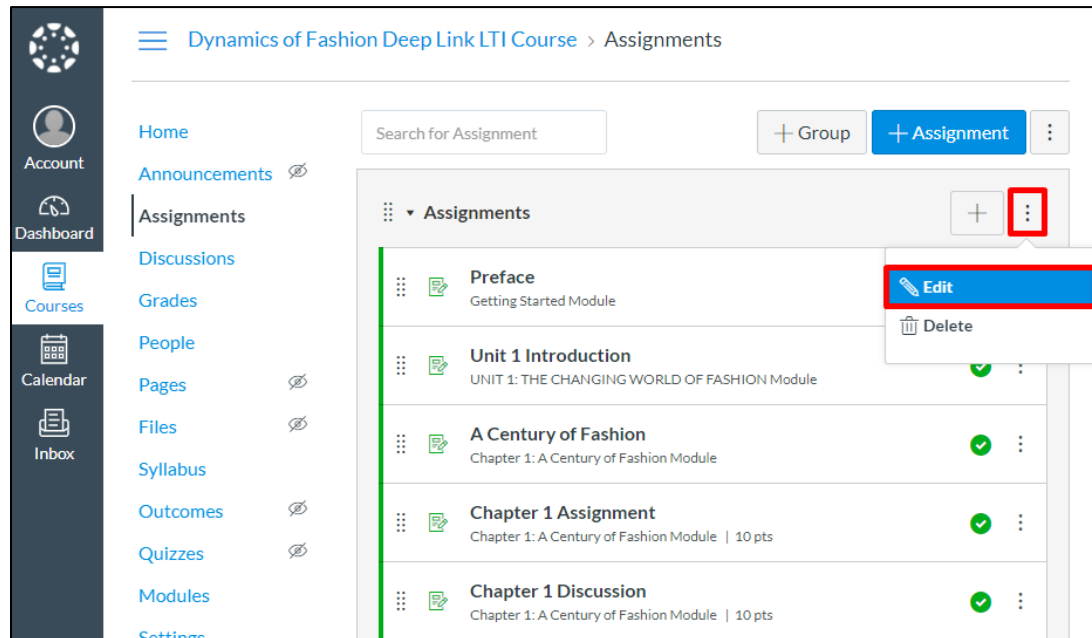 Dynamics of Fashion Deep Link LTI Course > Assignments
Account
Dashboard
Courses
Calendar
Inbox
Home
Announcements
Assignments
Discussions
Grades
People
Pages
Files
Syllabus
Outcomes
Quizzes
Modules
Settings
Search for Assignment
+ Group
+ Assignment
Assignments
Edit
Delete
Preface
Getting Started Module
Unit 1 Introduction
UNIT 1: THE CHANGING WORLD OF FASHION Module
A Century of Fashion
Chapter 1: A Century of Fashion Module
Chapter 1 Assignment
Chapter 1: A Century of Fashion Module | 10 pts
Chapter 1 Discussion
Chapter 1: A Century of Fashion Module | 10 pts